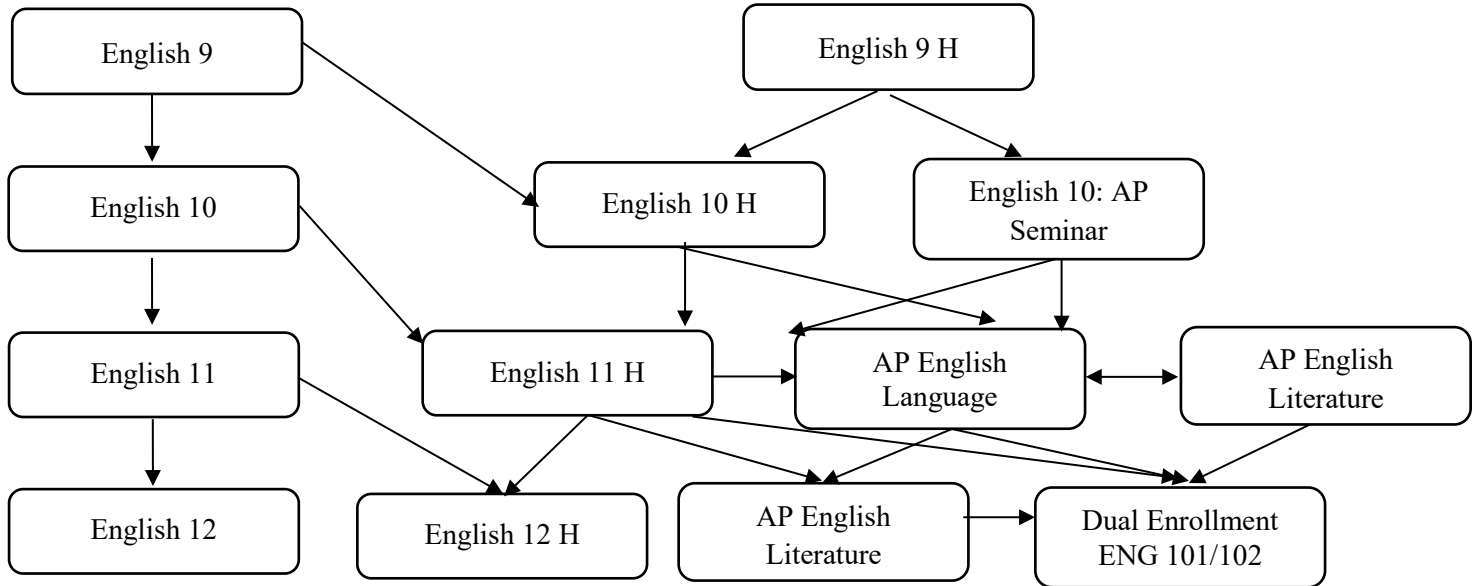 English 9
English 9 H
English 10
English 10 H
English 10: AP
Seminar
English 11
English 11 H
AP English
Language
AP English
Literature
English 12
English 12 H
AP English
Literature
Dual Enrollment
ENG 101/102